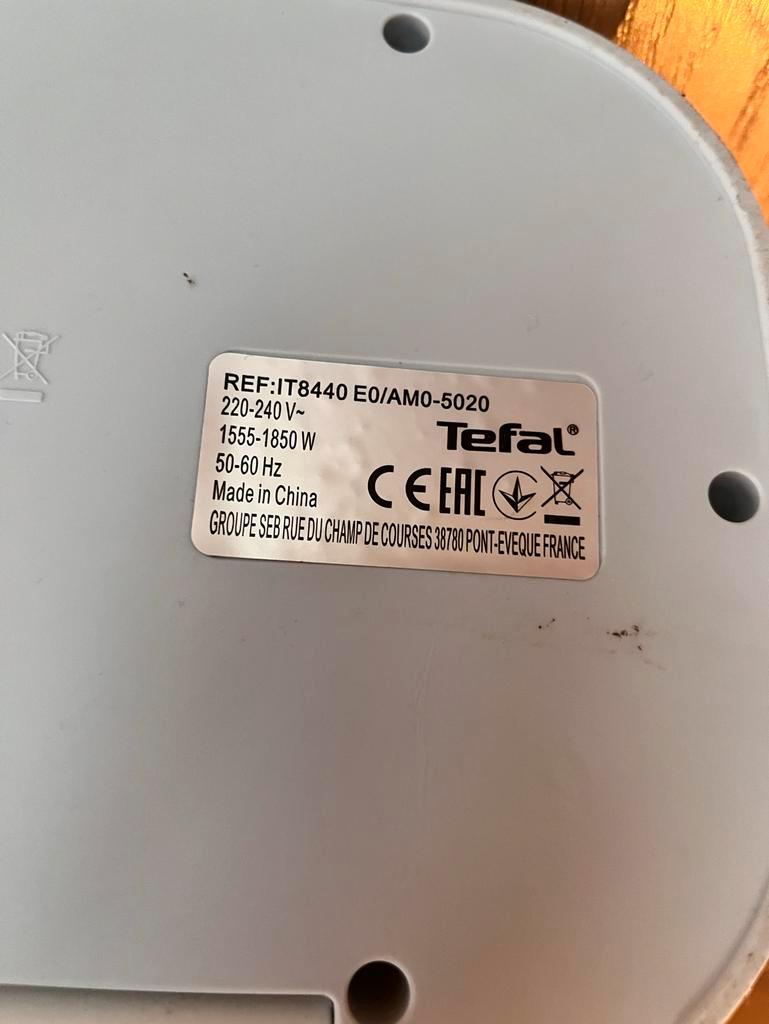 REF:IT8440 E0/AM0-5020
220-240 V~
1555-1850 W
50-60 Hz
Made in China
Tefal®
CE EAC
GROUPE SEB RUE DU CHAMP DE COURSES 38780 PONT-EVEQUE FRANCE